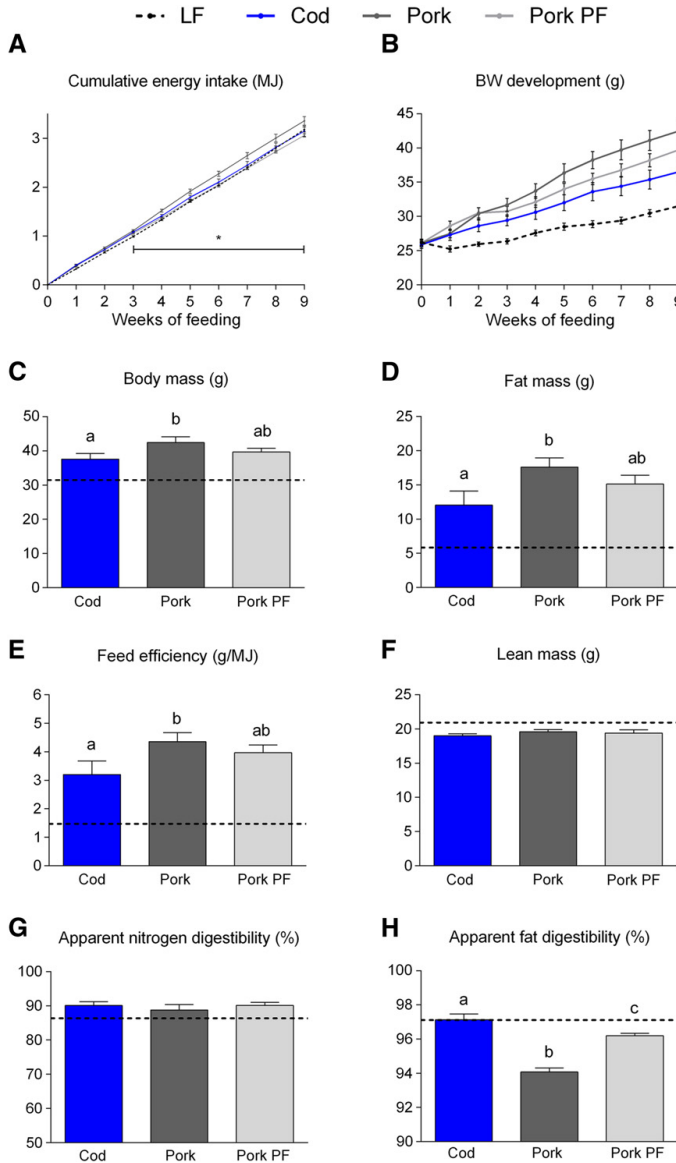 LF Cod Pork Pork PF
A B
Cumulative energy intake (MJ) BW development (g)
3
2
1
0
*
0 1 2 3 4 5 6 7 8 9
Weeks of feeding
45
40
35
30
25
20
0 1 2 3 4 5 6 7 8 9
Weeks of feeding
C D
Body mass (g) Fat mass (g)
50
40
30
20
10
0
a b ab
Cod Pork Pork PF
25
20
15
10
5
0
a b ab
Cod Pork Pork PF
E F
Feed efficiency (g/MJ) Lean mass (g)
6
5
4
3
2
1
0
a b ab
Cod Pork Pork PF
25
20
15
10
5
0
Cod Pork Pork PF
G H
Apparent nitrogen digestibility (%) Apparent fat digestibility (%)
100
90
80
70
60
50
Cod Pork Pork PF
100
98
96
94
92
90
a b c
Cod Pork Pork PF